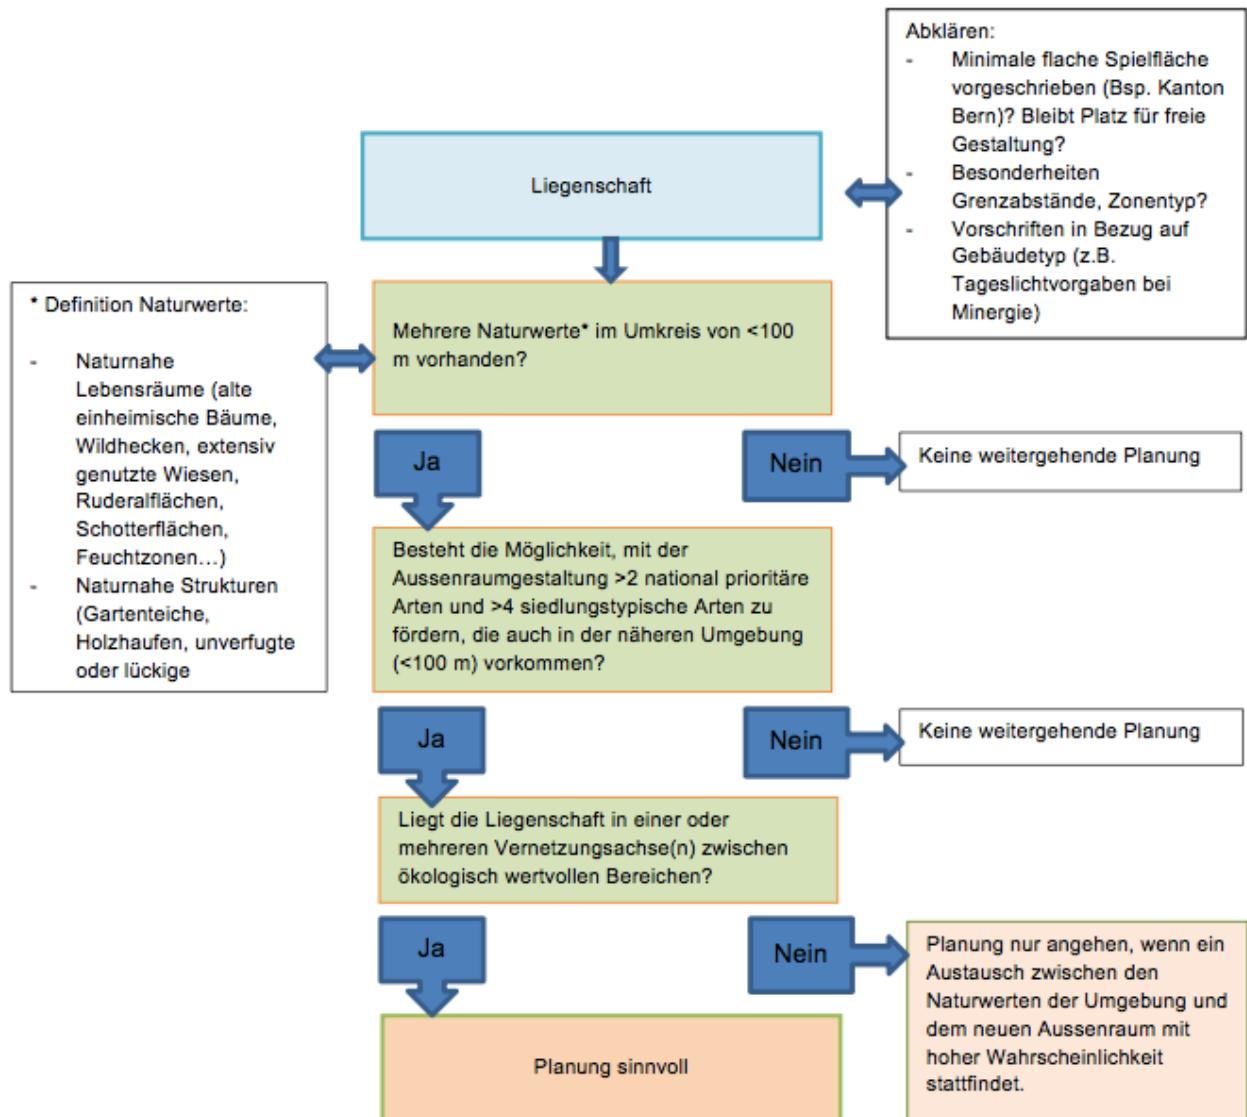 Abklären:
- Minimale flache Spielfläche
vorgeschrieben (Bsp. Kanton
Bern)? Bleibt Platz für freie
Gestaltung?
- Besonderheiten
Grenzabstände, Zonentyp?
- Vorschriften in Bezug auf
Gebäudetyp (z.B.
Tageslichtvorgaben bei
Minergie)
Liegenschaft
* Definition Naturwerte:
- Naturnahe
Lebensräume (alte
einheimische Bäume,
Wildhecken, extensiv
genutzte Wiesen,
Ruderalflächen,
Schotterflächen,
Feuchtzonen...)
- Naturnahe Strukturen
(Gartenteiche,
Holzhaufen, unverfugte
oder lückige
Mehrere Naturwerte* im Umkreis von <100
m vorhanden?
Ja
Nein
Keine weitergehende Planung
Besteht die Möglichkeit, mit der
Aussenraumgestaltung >2 national prioritäre
Arten und >4 siedlungstypische Arten zu
fördern, die auch in der näheren Umgebung
(<100 m) vorkommen?
Ja
Nein
Keine weitergehende Planung
Liegt die Liegenschaft in einer oder
mehreren Vernetzungsachse(n) zwischen
ökologisch wertvollen Bereichen?
Ja
Nein
Planung nur angehen, wenn ein
Austausch zwischen den
Naturwerten der Umgebung und
dem neuen Aussenraum mit
hoher Wahrscheinlichkeit
stattfindet.
Planung sinnvoll